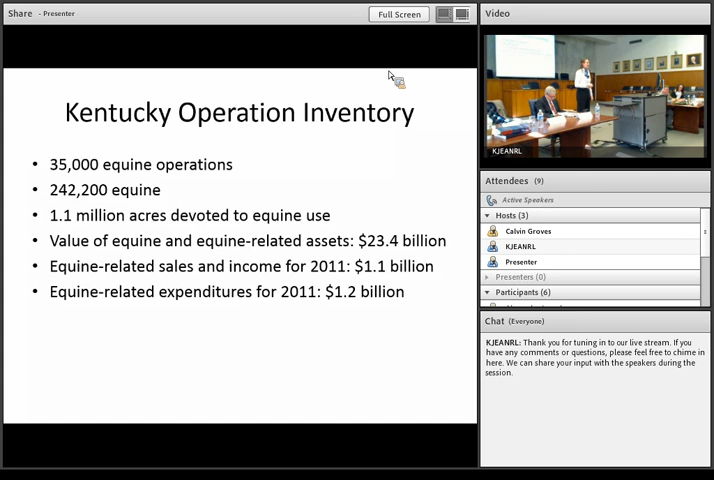 Share - Presenter
Full Screen
Kentucky Operation Inventory
• 35,000 equine operations
• 242,200 equine
• 1.1 million acres devoted to equine use
• Value of equine and equine-related assets: $23.4 billion
• Equine-related sales and income for 2011: $1.1 billion
• Equine-related expenditures for 2011: $1.2 billion
Video
KJEANRL
Attendees (9)
Active Speakers
Hosts (3)
Calvin Groves
KJEANRL
Presenter
Presenters (0)
Participants (6)
Chat (Everyone)
KJEANRL: Thank you for tuning in to our live stream. If you
have any comments or questions, please feel free to chime in
here. We can share your input with the speakers during the
session.